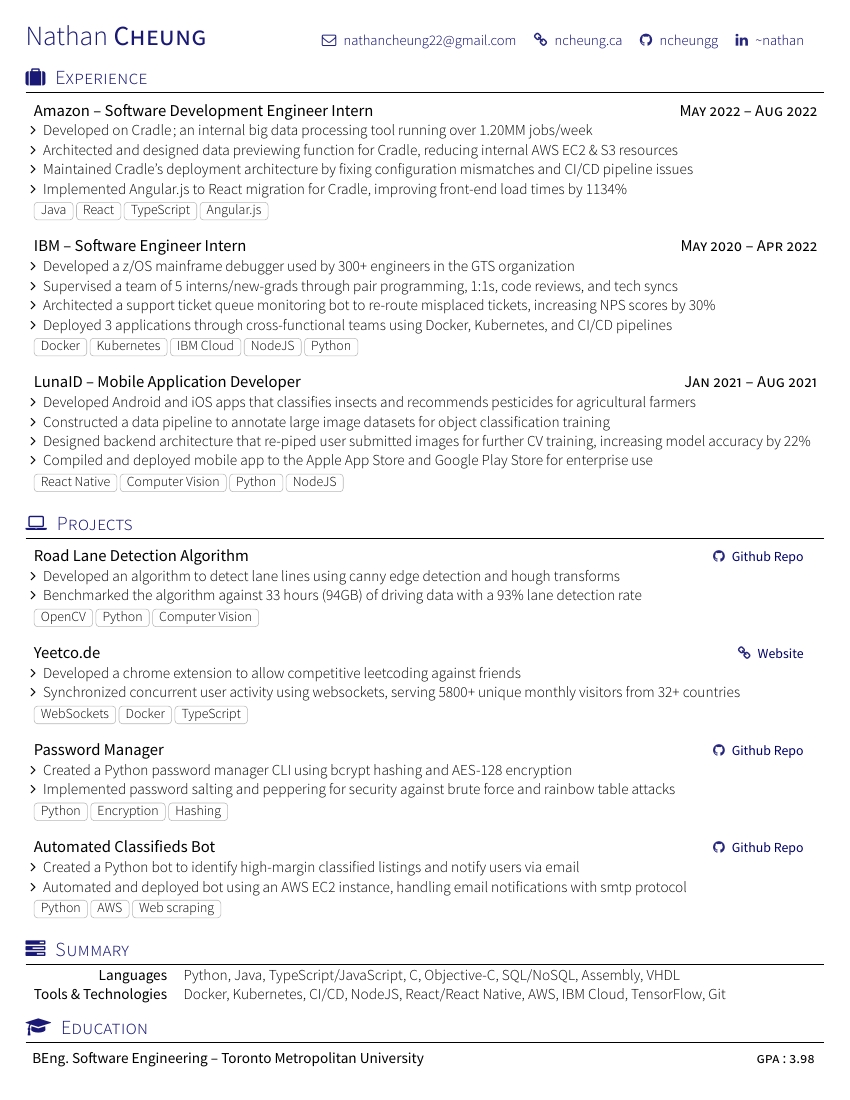 Nathan CHEUNG
nathancheung22@gmail.com ncheung.ca ncheungg ~nathan
EXPERIENCE
Amazon – Software Development Engineer Intern MAY 2022 – AUG 2022
Developed on Cradle; an internal big data processing tool running over 1.20MM jobs/week
Architected and designed data previewing function for Cradle, reducing internal AWS EC2 & S3 resources
Maintained Cradle's deployment architecture by fixing configuration mismatches and CI/CD pipeline issues
Implemented Angular.js to React migration for Cradle, improving front-end load times by 1134%
Java React TypeScript Angular.js
IBM – Software Engineer Intern MAY 2020 – APR 2022
Developed a z/OS mainframe debugger used by 300+ engineers in the GTS organization
Supervised a team of 5 interns/new-grads through pair programming, 1:1s, code reviews, and tech syncs
Architected a support ticket queue monitoring bot to re-route misplaced tickets, increasing NPS scores by 30%
Deployed 3 applications through cross-functional teams using Docker, Kubernetes, and CI/CD pipelines
Docker Kubernetes IBM Cloud NodeJS Python
LunaID – Mobile Application Developer JAN 2021 – AUG 2021
Developed Android and iOS apps that classifies insects and recommends pesticides for agricultural farmers
Constructed a data pipeline to annotate large image datasets for object classification training
Designed backend architecture that re-piped user submitted images for further CV training, increasing model accuracy by 22%
Compiled and deployed mobile app to the Apple App Store and Google Play Store for enterprise use
React Native Computer Vision Python NodeJS
PROJECTS
Road Lane Detection Algorithm Github Repo
Developed an algorithm to detect lane lines using canny edge detection and hough transforms
Benchmarked the algorithm against 33 hours (94GB) of driving data with a 93% lane detection rate
OpenCV Python Computer Vision
Yeetco.de Website
Developed a chrome extension to allow competitive leetcoding against friends
Synchronized concurrent user activity using websockets, serving 5800+ unique monthly visitors from 32+ countries
WebSockets Docker TypeScript
Password Manager Github Repo
Created a Python password manager CLI using bcrypt hashing and AES-128 encryption
Implemented password salting and peppering for security against brute force and rainbow table attacks
Python Encryption Hashing
Automated Classifieds Bot Github Repo
Created a Python bot to identify high-margin classified listings and notify users via email
Automated and deployed bot using an AWS EC2 instance, handling email notifications with smtp protocol
Python AWS Web scraping
SUMMARY
Languages Python, Java, TypeScript/JavaScript, C, Objective-C, SQL/NoSQL, Assembly, VHDL
Tools & Technologies Docker, Kubernetes, CI/CD, NodeJS, React/React Native, AWS, IBM Cloud, TensorFlow, Git
EDUCATION
BEng. Software Engineering – Toronto Metropolitan University GPA : 3.98